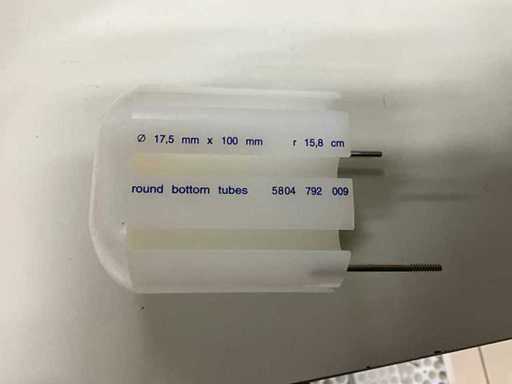 Ø 17,5 mm x 100 mm r 15,8 cm
round bottom tubes 5804 792 009